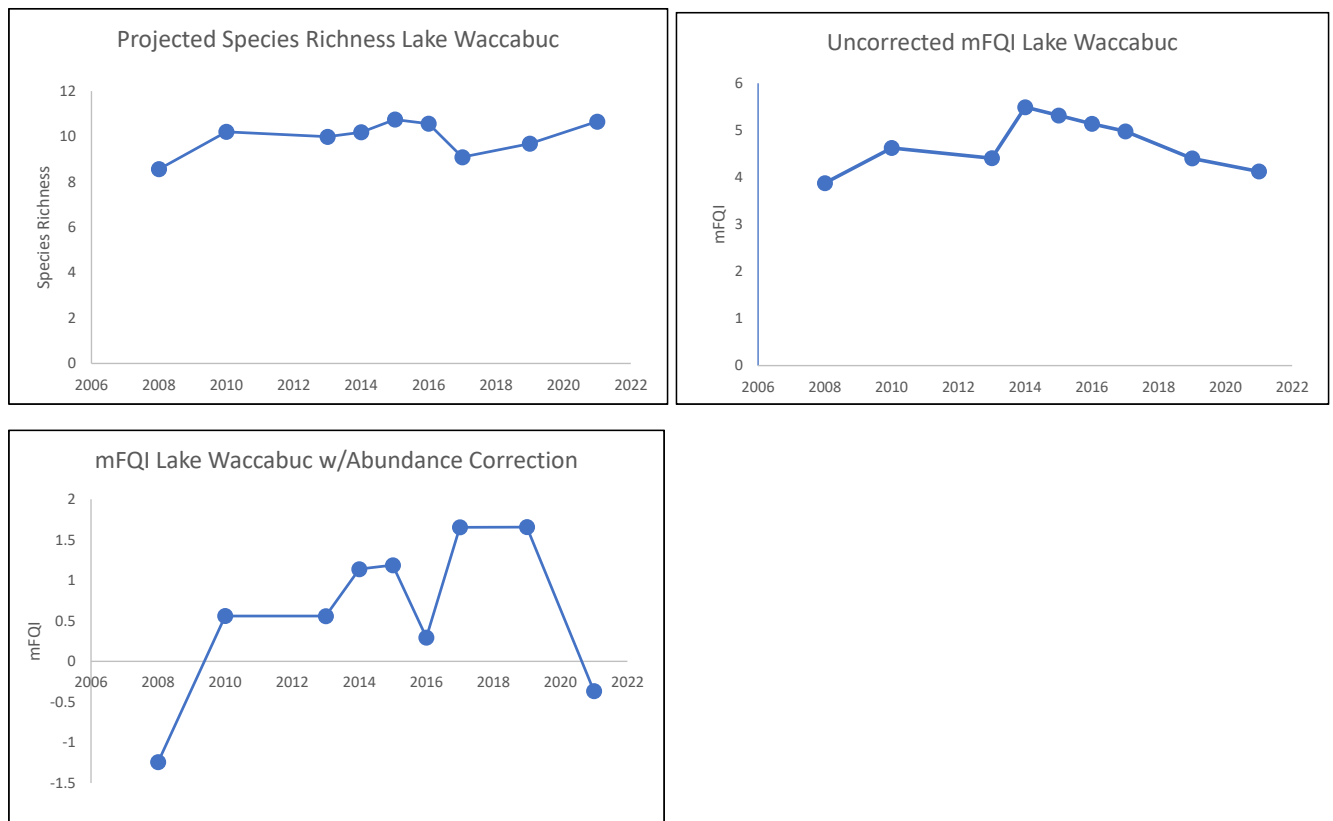 Projected Species Richness Lake Waccabuc
12
10
8
6
4
2
0
Species Richness
2006 2008 2010 2012 2014 2016 2018 2020 2022
Uncorrected mFQI Lake Waccabuc
6
5
4
3
2
1
0
mFQI
2006 2008 2010 2012 2014 2016 2018 2020 2022
mFQI Lake Waccabuc w/Abundance Correction
2
1.5
1
0.5
0
-0.5
-1
-1.5
mFQI
2006 2008 2010 2012 2014 2016 2018 2020 2022